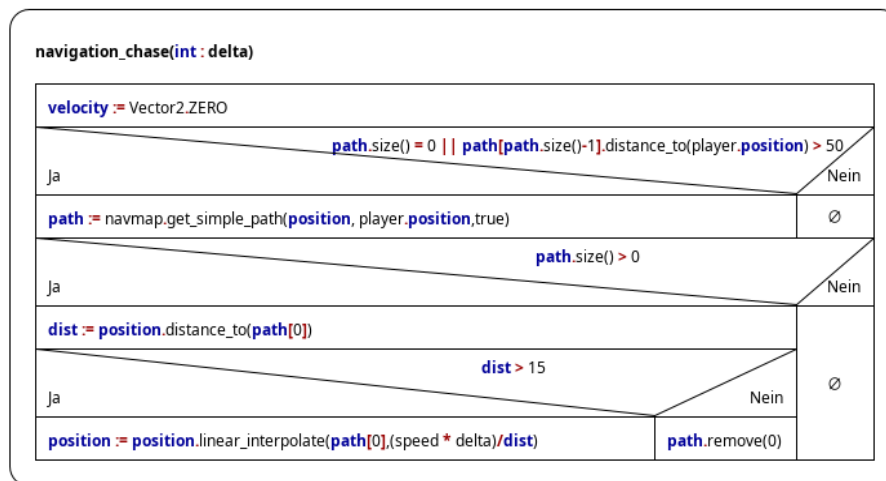 navigation_chase(int : delta)
velocity := Vector2.ZERO
path.size() = 0 || path[path.size()-1].distance_to(player.position) > 50
Ja
Nein
path := navmap.get_simple_path(position, player.position,true)
∅
path.size() > 0
Ja
Nein
dist := position.distance_to(path[0])
dist > 15
∅
Ja
Nein
position := position.linear_interpolate(path[0],(speed * delta)/dist)
path.remove(0)